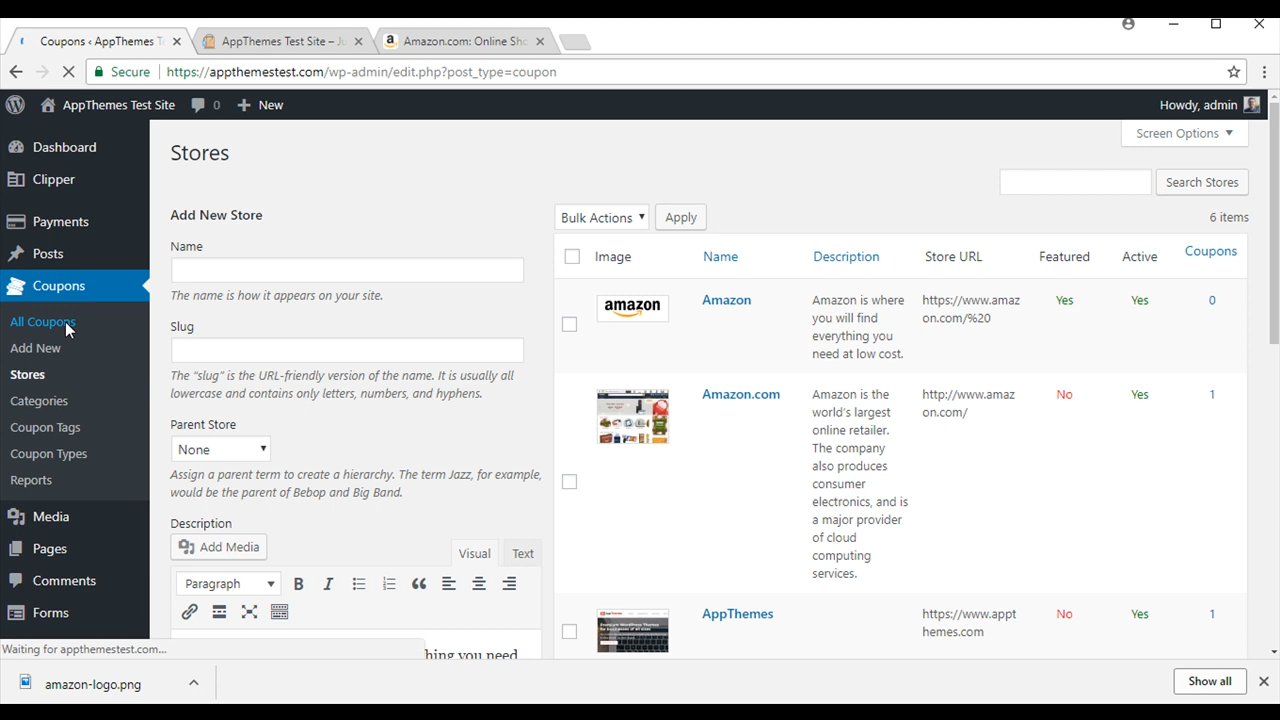 Coupons ‹ AppThemes Te
AppThemes Test Site – Ju
a Amazon.com: Online Sho
Secure https://appthemestest.com/wp-admin/edit.php?post_type=coupon
AppThemes Test Site 0 New
Howdy, admin
Screen Options
Dashboard
Clipper
Payments
Posts
Coupons
All Coupons
Add New
Stores
Categories
Coupon Tags
Coupon Types
Reports
Media
Pages
Comments
Forms
Stores
Add New Store
Name
The name is how it appears on your site.
Slug
The “slug” is the URL-friendly version of the name. It is usually all
lowercase and contains only letters, numbers, and hyphens.
Parent Store
None
Assign a parent term to create a hierarchy. The term Jazz, for example,
would be the parent of Bebop and Big Band.
Description
Add Media
Visual Text
Paragraph B I
hing you need
Search Stores
Bulk Actions Apply
6 items
Image Name Description Store URL Featured Active Coupons
amazon
Amazon
Amazon is where
you will find
everything you
need at low cost.
https://www.amaz
on.com/%20
Yes Yes 0
Amazon.com
Amazon is the
world's largest
online retailer.
The company
also produces
consumer
electronics, and is
a major provider
of cloud
computing
services.
http://www.amaz
on.com/
No Yes 1
AppThemes
https://www.appt
hemes.com
No Yes 1
Waiting for appthemestest.com...
amazon-logo.png
Show all